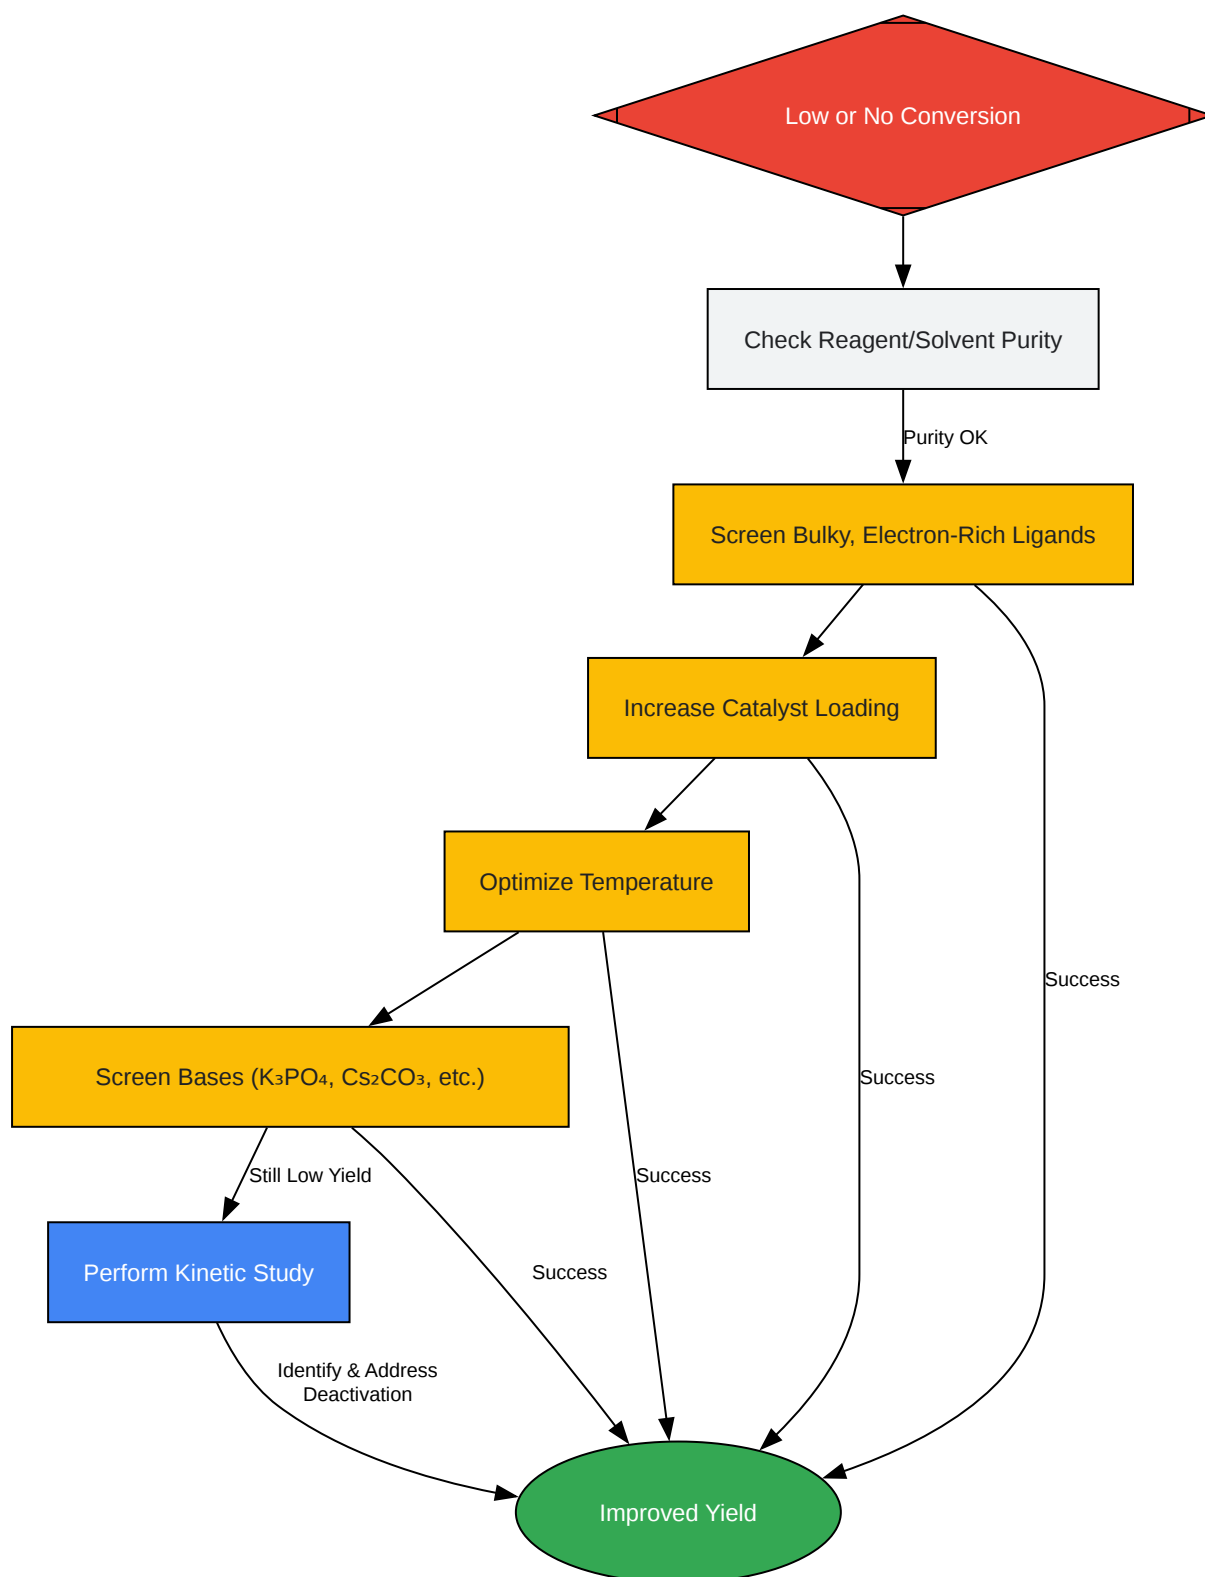 Low or No Conversion
Check Reagent/Solvent Purity
Purity OK
Screen Bulky, Electron-Rich Ligands
Increase Catalyst Loading
Optimize Temperature
Success
Screen Bases (K₃PO₄, Cs₂CO₃, etc.)
Success
Still Low Yield
Success
Perform Kinetic Study
Success
Identify & Address
Deactivation
Improved Yield